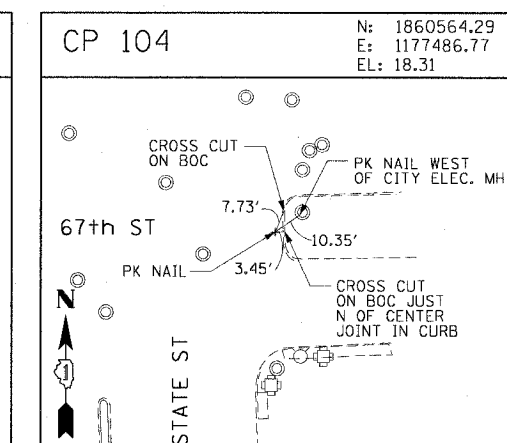 CP 104
N: 1860564.29
E: 1177486.77
EL: 18.31
CROSS CUT
ON BOC
PK NAIL WEST
OF CITY ELEC. MH
7.73'
67th ST
10.35'
PK NAIL
3.45'
CROSS CUT
ON BOC JUST
N OF CENTER
JOINT IN CURB
N
STATE ST